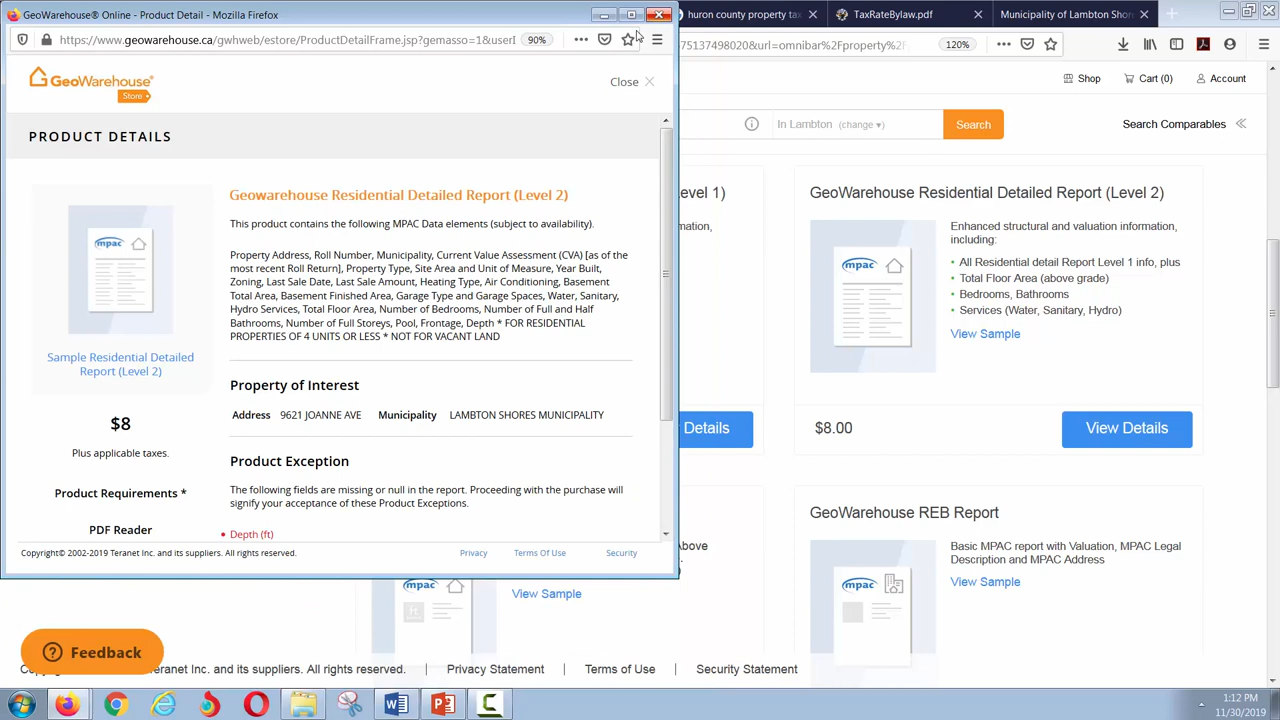 GeoWarehouse® Online - Product Detail - Mozilla Firefox
huron county property tax
TaxRateBylaw.pdf
Municipality of Lambton Shores
https://www.geowarehouse.ca/gwhweb/estore/ProductDetailFrame.jsp?gemasso=1&userI
90%
75137498020&url=omnibar%2Fproperty%2F
120%
GeoWarehouse®
Store
Close
Shop
Cart (0)
Account
PRODUCT DETAILS
In Lambton (change ▾)
Search
Search Comparables
mpac
Sample Residential Detailed
Report (Level 2)
$8
Plus applicable taxes.
Product Requirements *
PDF Reader
Geowarehouse Residential Detailed Report (Level 2)
This product contains the following MPAC Data elements (subject to availability).
Property Address, Roll Number, Municipality, Current Value Assessment (CVA) [as of the
most recent Roll Return], Property Type, Site Area and Unit of Measure, Year Built,
Zoning, Last Sale Date, Last Sale Amount, Heating Type, Air Conditioning, Basement
Total Area, Basement Finished Area, Garage Type and Garage Spaces, Water, Sanitary,
Hydro Services, Total Floor Area, Number of Bedrooms, Number of Full and Half
Bathrooms, Number of Full Storeys, Pool, Frontage, Depth * FOR RESIDENTIAL
PROPERTIES OF 4 UNITS OR LESS * NOT FOR VACANT LAND
Property of Interest
Address 9621 JOANNE AVE Municipality LAMBTON SHORES MUNICIPALITY
Product Exception
The following fields are missing or null in the report. Proceeding with the purchase will
signify your acceptance of these Product Exceptions.
• Depth (ft)
Copyright© 2002-2019 Teranet Inc. and its suppliers. All rights reserved.
Privacy
Terms Of Use
Security
evel 1)
mation,
Details
GeoWarehouse Residential Detailed Report (Level 2)
mpac
Enhanced structural and valuation information,
including:
• All Residential detail Report Level 1 info, plus
• Total Floor Area (above grade)
• Bedrooms, Bathrooms
• Services (Water, Sanitary, Hydro)
View Sample
$8.00
View Details
Above
mpac
View Sample
GeoWarehouse REB Report
mpac
Basic MPAC report with Valuation, MPAC Legal
Description and MPAC Address
View Sample
Feedback
eranet Inc. and its suppliers. All rights reserved. | Privacy Statement | Terms of Use | Security Statement
1:12 PM
11/30/2019